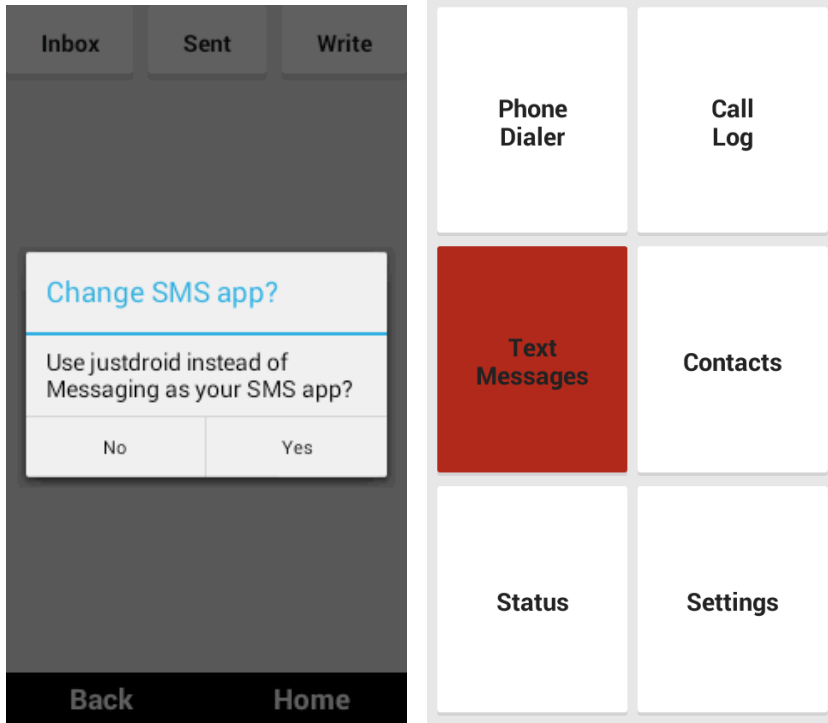 Inbox
Sent
Write
Change SMS app?
Use justdroid instead of
Messaging as your SMS app?
No
Yes
Back
Home
Phone
Dialer
Call
Log
Text
Messages
Contacts
Status
Settings